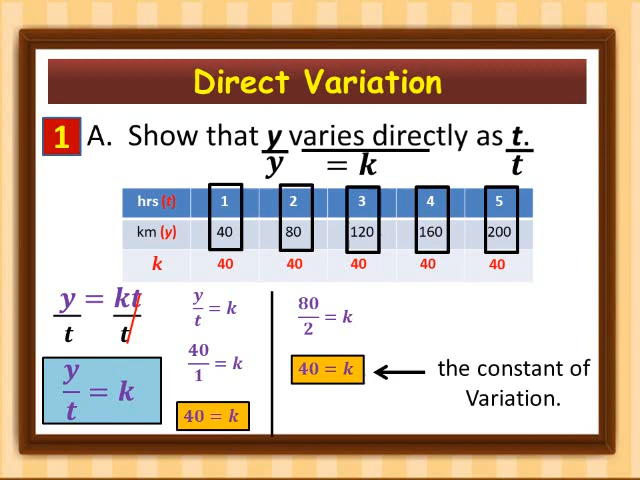 Direct Variation
1 A. Show that y varies directly as t.
y = k t
hrs (t) 1 2 3 4 5
km (y) 40 80 120 160 200
k 40 40 40 40 40
y = kt
t t
y/t = k
y/t = k
40/1 = k
40 = k
80/2 = k
40 = k
the constant of
Variation.